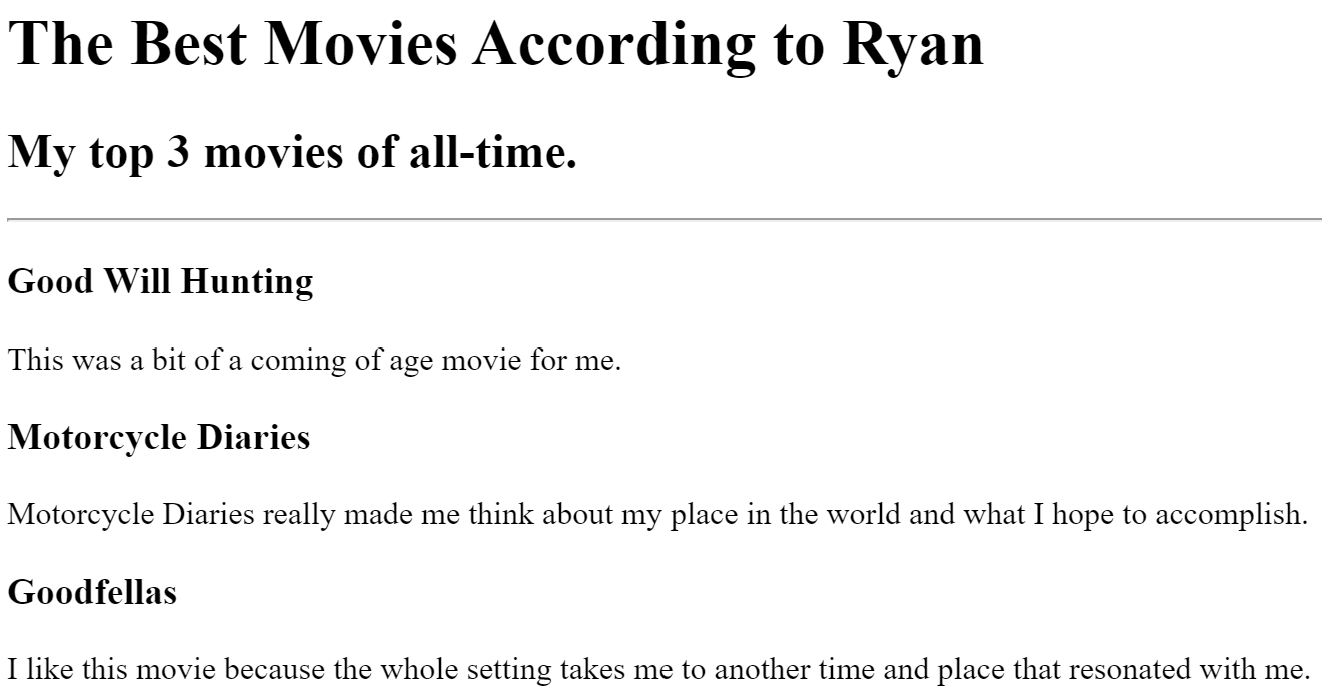 The Best Movies According to Ryan
My top 3 movies of all-time.
Good Will Hunting
This was a bit of a coming of age movie for me.
Motorcycle Diaries
Motorcycle Diaries really made me think about my place in the world and what I hope to accomplish.
Goodfellas
I like this movie because the whole setting takes me to another time and place that resonated with me.